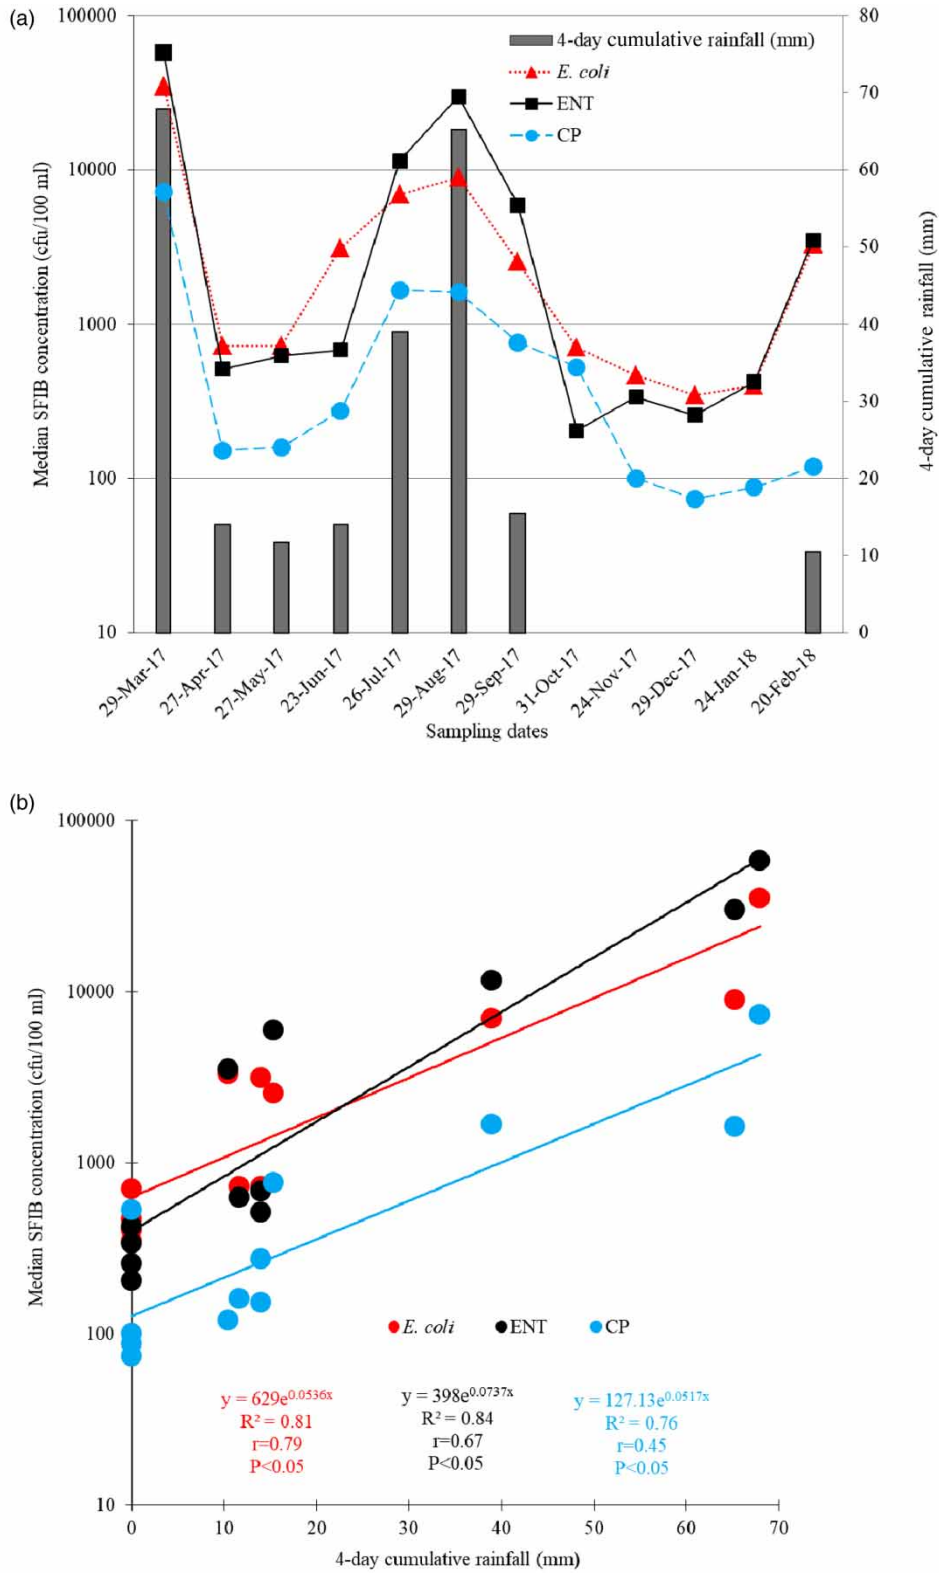 (a)
100000
10000
1000
100
10
Median SFIB concentration (cfu/100 ml)
4-day cumulative rainfall (mm)
E. coli
ENT
CP
80
70
60
50
40
30
20
10
0
4-day cumulative rainfall (mm)
29-Mar-17
27-Apr-17
27-May-17
23-Jun-17
26-Jul-17
29-Aug-17
29-Sep-17
31-Oct-17
24-Nov-17
29-Dec-17
24-Jan-18
20-Feb-18
Sampling dates
(b)
100000
10000
1000
100
10
Median SFIB concentration (cfu/100 ml)
E. coli ENT CP
y = 629e^0.0536x
R² = 0.81
r=0.79
P<0.05
y = 398e^0.0737x
R² = 0.84
r=0.67
P<0.05
y = 127.13e^0.0517x
R² = 0.76
r=0.45
P<0.05
0 10 20 30 40 50 60 70
4-day cumulative rainfall (mm)